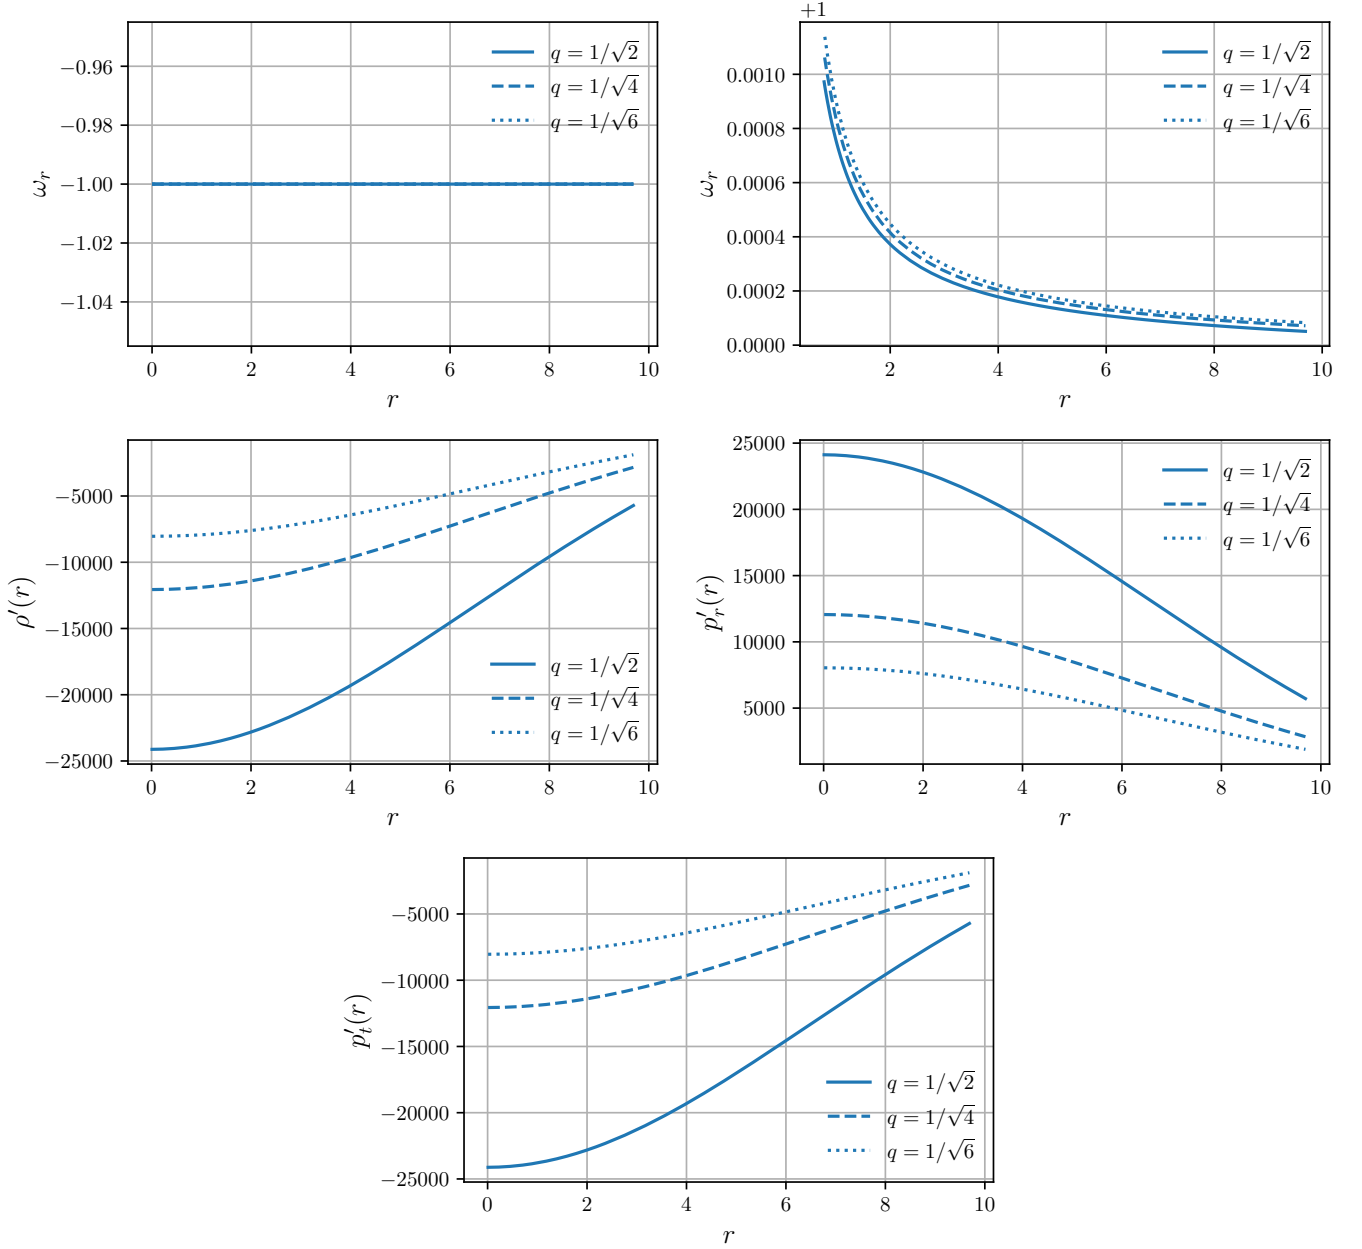 −0.96
−0.98
−1.00
−1.02
−1.04
ω_r
0
2
4
6
8
10
r
q = 1/√2
q = 1/√4
q = 1/√6
+1
0.0010
0.0008
0.0006
0.0004
0.0002
0.0000
ω_r
2
4
6
8
10
r
q = 1/√2
q = 1/√4
q = 1/√6
−5000
−10000
−15000
−20000
−25000
ρ′(r)
0
2
4
6
8
10
r
q = 1/√2
q = 1/√4
q = 1/√6
25000
20000
15000
10000
5000
p′_r(r)
0
2
4
6
8
10
r
q = 1/√2
q = 1/√4
q = 1/√6
−5000
−10000
−15000
−20000
−25000
p′_t(r)
0
2
4
6
8
10
r
q = 1/√2
q = 1/√4
q = 1/√6